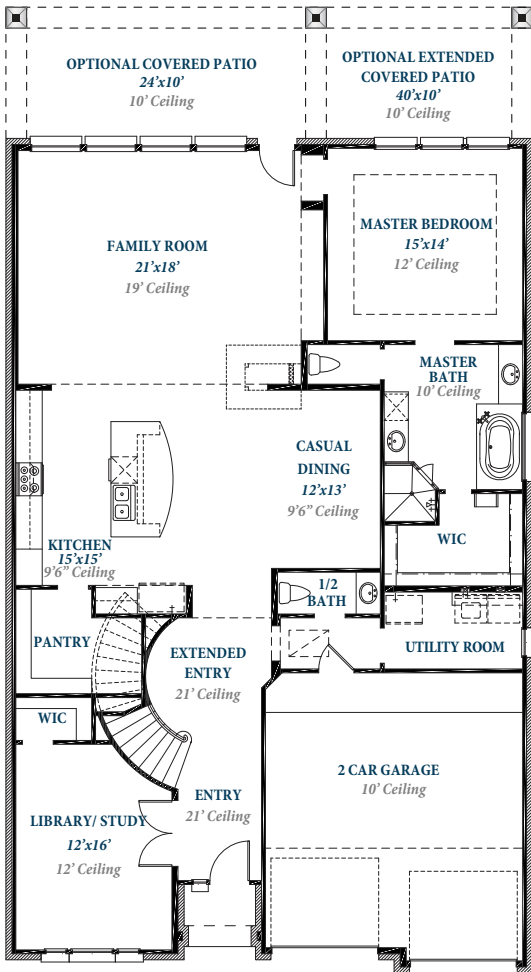 OPTIONAL COVERED PATIO
24'x10'
10' Ceiling
OPTIONAL EXTENDED
COVERED PATIO
40'x10'
10' Ceiling
FAMILY ROOM
21'x18'
19' Ceiling
MASTER BEDROOM
15'x14'
12' Ceiling
MASTER
BATH
10' Ceiling
CASUAL
DINING
12'x13'
9'6" Ceiling
KITCHEN
15'x15'
9'6" Ceiling
WIC
1/2
BATH
PANTRY
EXTENDED
ENTRY
21' Ceiling
UTILITY ROOM
WIC
2 CAR GARAGE
10' Ceiling
ENTRY
21' Ceiling
LIBRARY/ STUDY
12'x16'
12' Ceiling